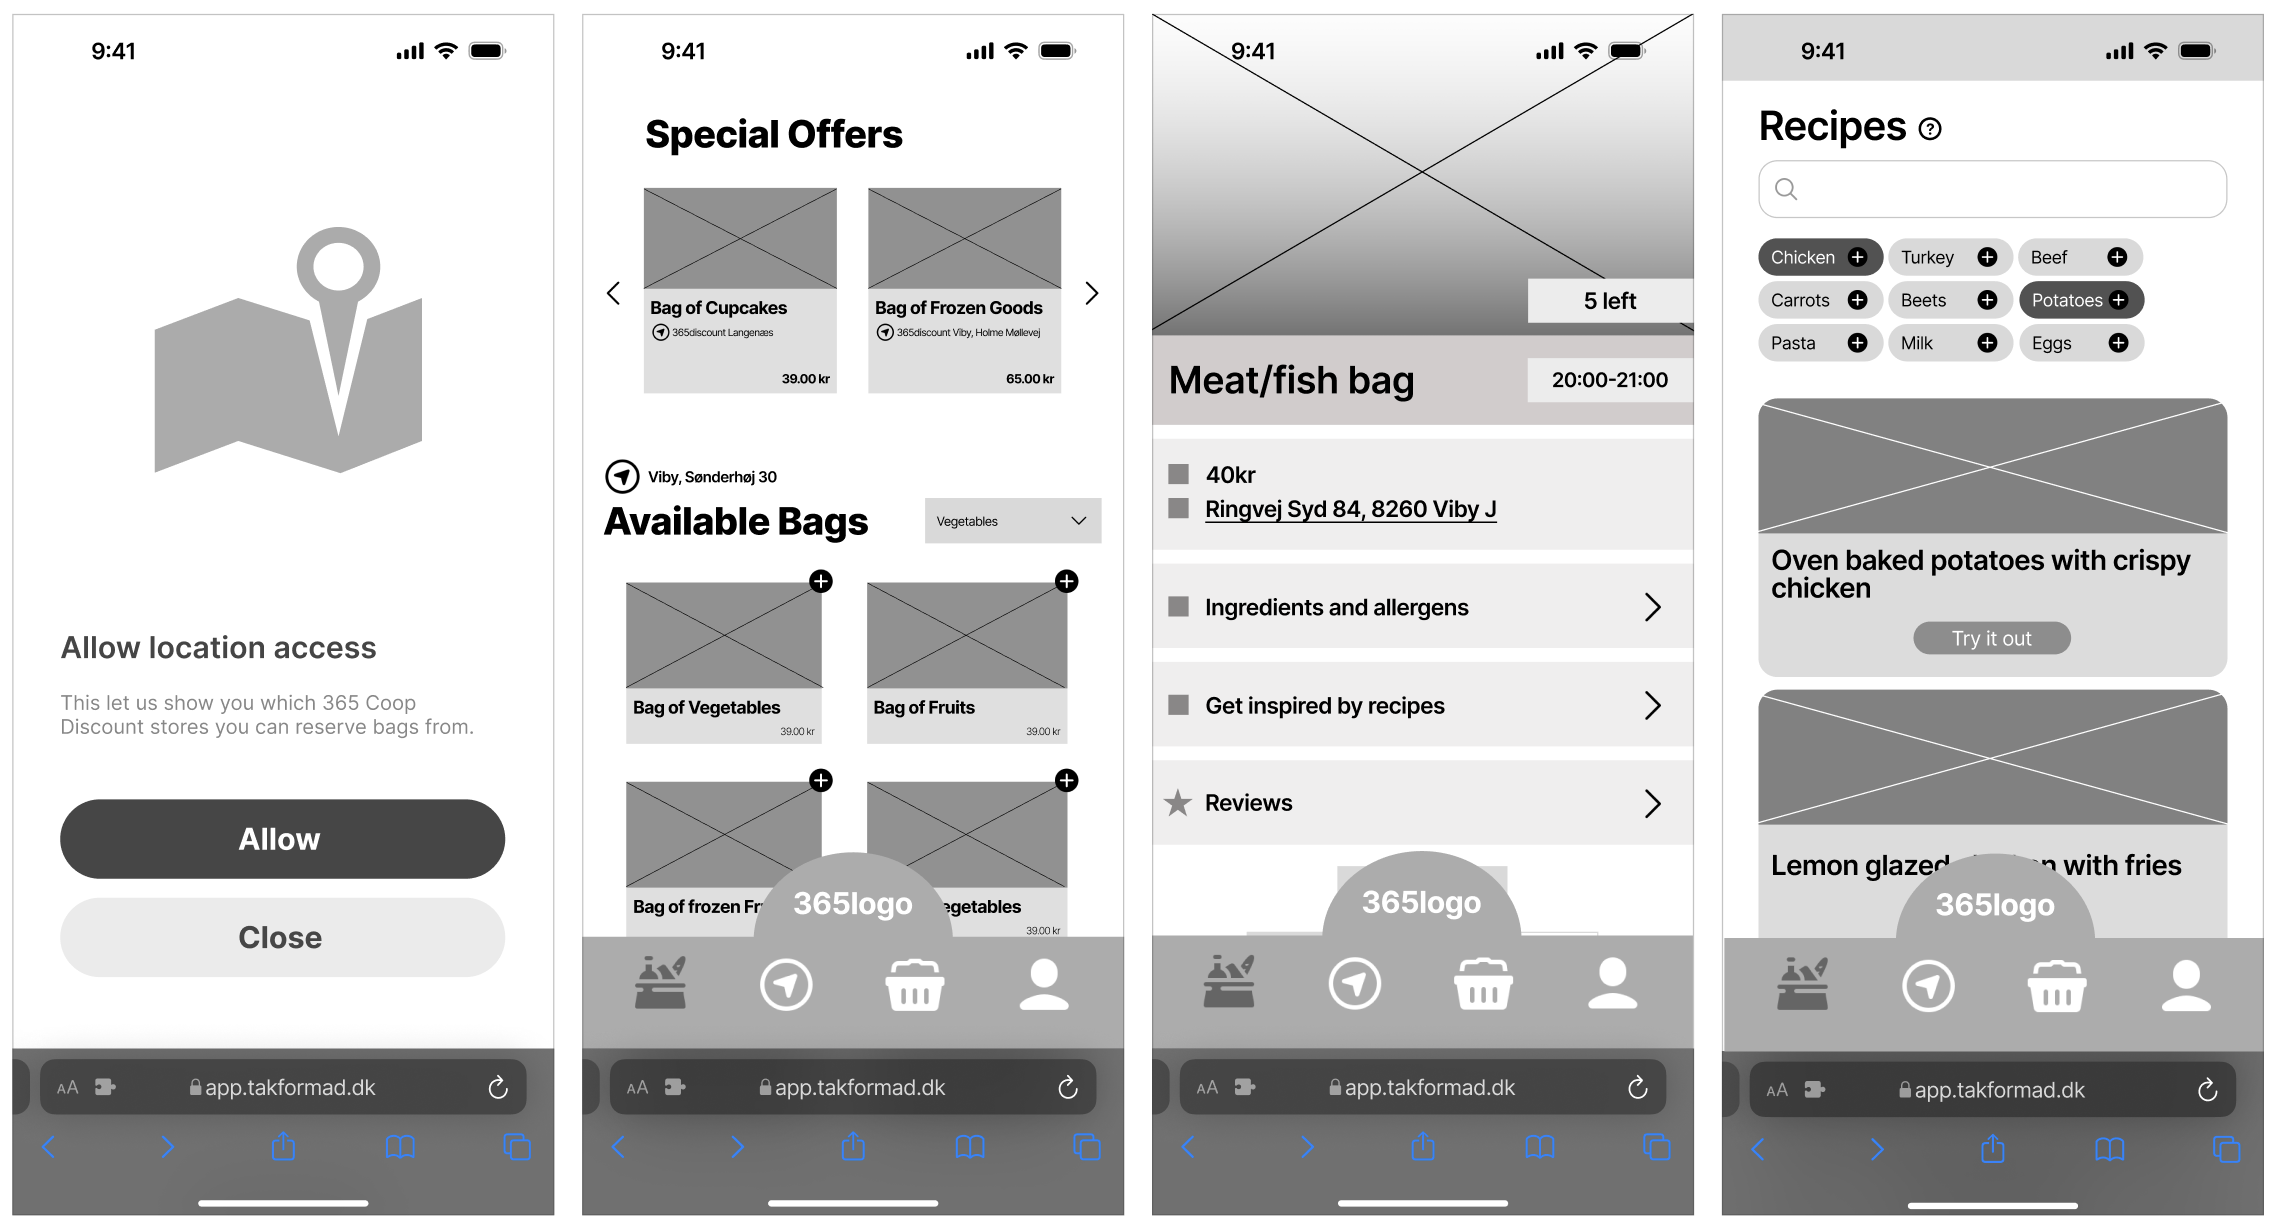 9:41
Allow location access
This let us show you which 365 Coop
Discount stores you can reserve bags from.
Allow
Close
AA
app.takformad.dk
9:41
Special Offers
Bag of Cupcakes
365discount Langenæs
39.00 kr
Bag of Frozen Goods
365discount Viby, Holme Møllevej
65.00 kr
Viby, Sønderhøj 30
Available Bags
Vegetables
Bag of Vegetables
39.00 kr
Bag of Fruits
39.00 kr
Bag of frozen Fr
egetables
39.00 kr
365logo
AA
app.takformad.dk
9:41
5 left
Meat/fish bag
20:00-21:00
40kr
Ringvej Syd 84, 8260 Viby J
Ingredients and allergens
Get inspired by recipes
Reviews
365logo
AA
app.takformad.dk
9:41
Recipes
Chicken
Turkey
Beef
Carrots
Beets
Potatoes
Pasta
Milk
Eggs
Oven baked potatoes with crispy
chicken
Try it out
Lemon glazed with fries
365logo
AA
app.takformad.dk